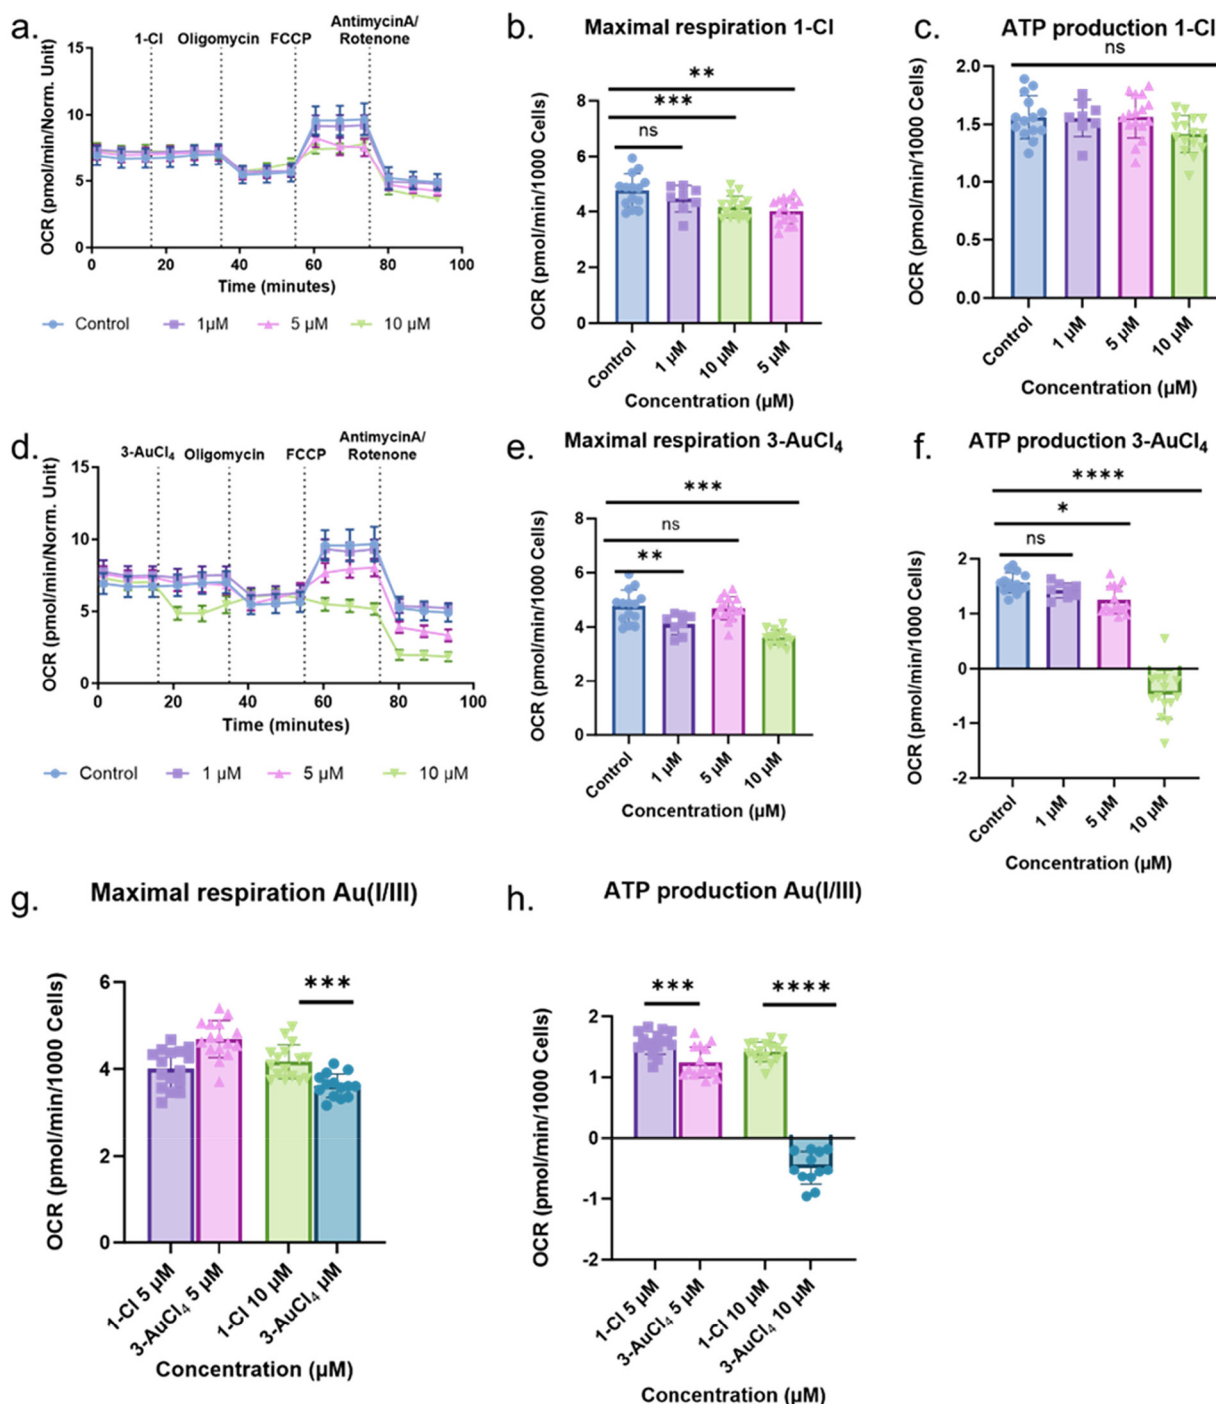 a.
1-Cl Oligomycin FCCP AntimycinA/
Rotenone
OCR (pmol/min/Norm. Unit)
15
10
5
0
0 20 40 60 80 100
Time (minutes)
Control 1μM 5 μM 10 μM
b. Maximal respiration 1-Cl
**
***
ns
OCR (pmol/min/1000 Cells)
8
6
4
2
0
Control 1 μM 10 μM 5 μM
Concentration (μM)
c. ATP production 1-Cl
ns
OCR (pmol/min/1000 Cells)
2.0
1.5
1.0
0.5
0.0
Control 1 μM 5 μM 10 μM
Concentration (μM)
d.
3-AuCl₄ Oligomycin FCCP AntimycinA/
Rotenone
OCR (pmol/min/Norm. Unit)
15
10
5
0
0 20 40 60 80 100
Time (minutes)
Control 1 μM 5 μM 10 μM
e. Maximal respiration 3-AuCl₄
***
ns
**
OCR (pmol/min/1000 Cells)
8
6
4
2
0
Control 1 μM 5 μM 10 μM
Concentration (μM)
f. ATP production 3-AuCl₄
****
*
ns
OCR (pmol/min/1000 Cells)
2
1
0
-1
-2
Control 1 μM 5 μM 10 μM
Concentration (μM)
g. Maximal respiration Au(I/III)
***
OCR (pmol/min/1000 Cells)
6
4
2
0
1-Cl 5 μM 3-AuCl₄ 5 μM 1-Cl 10 μM 3-AuCl₄ μM
Concentration (μM)
h. ATP production Au(I/III)
*** ****
OCR (pmol/min/1000 Cells)
2
1
0
-1
-2
1-Cl 5 μM 3-AuCl₄ 5 μM 1-Cl 10 μM 3-AuCl₄ 10 μM
Concentration (μM)